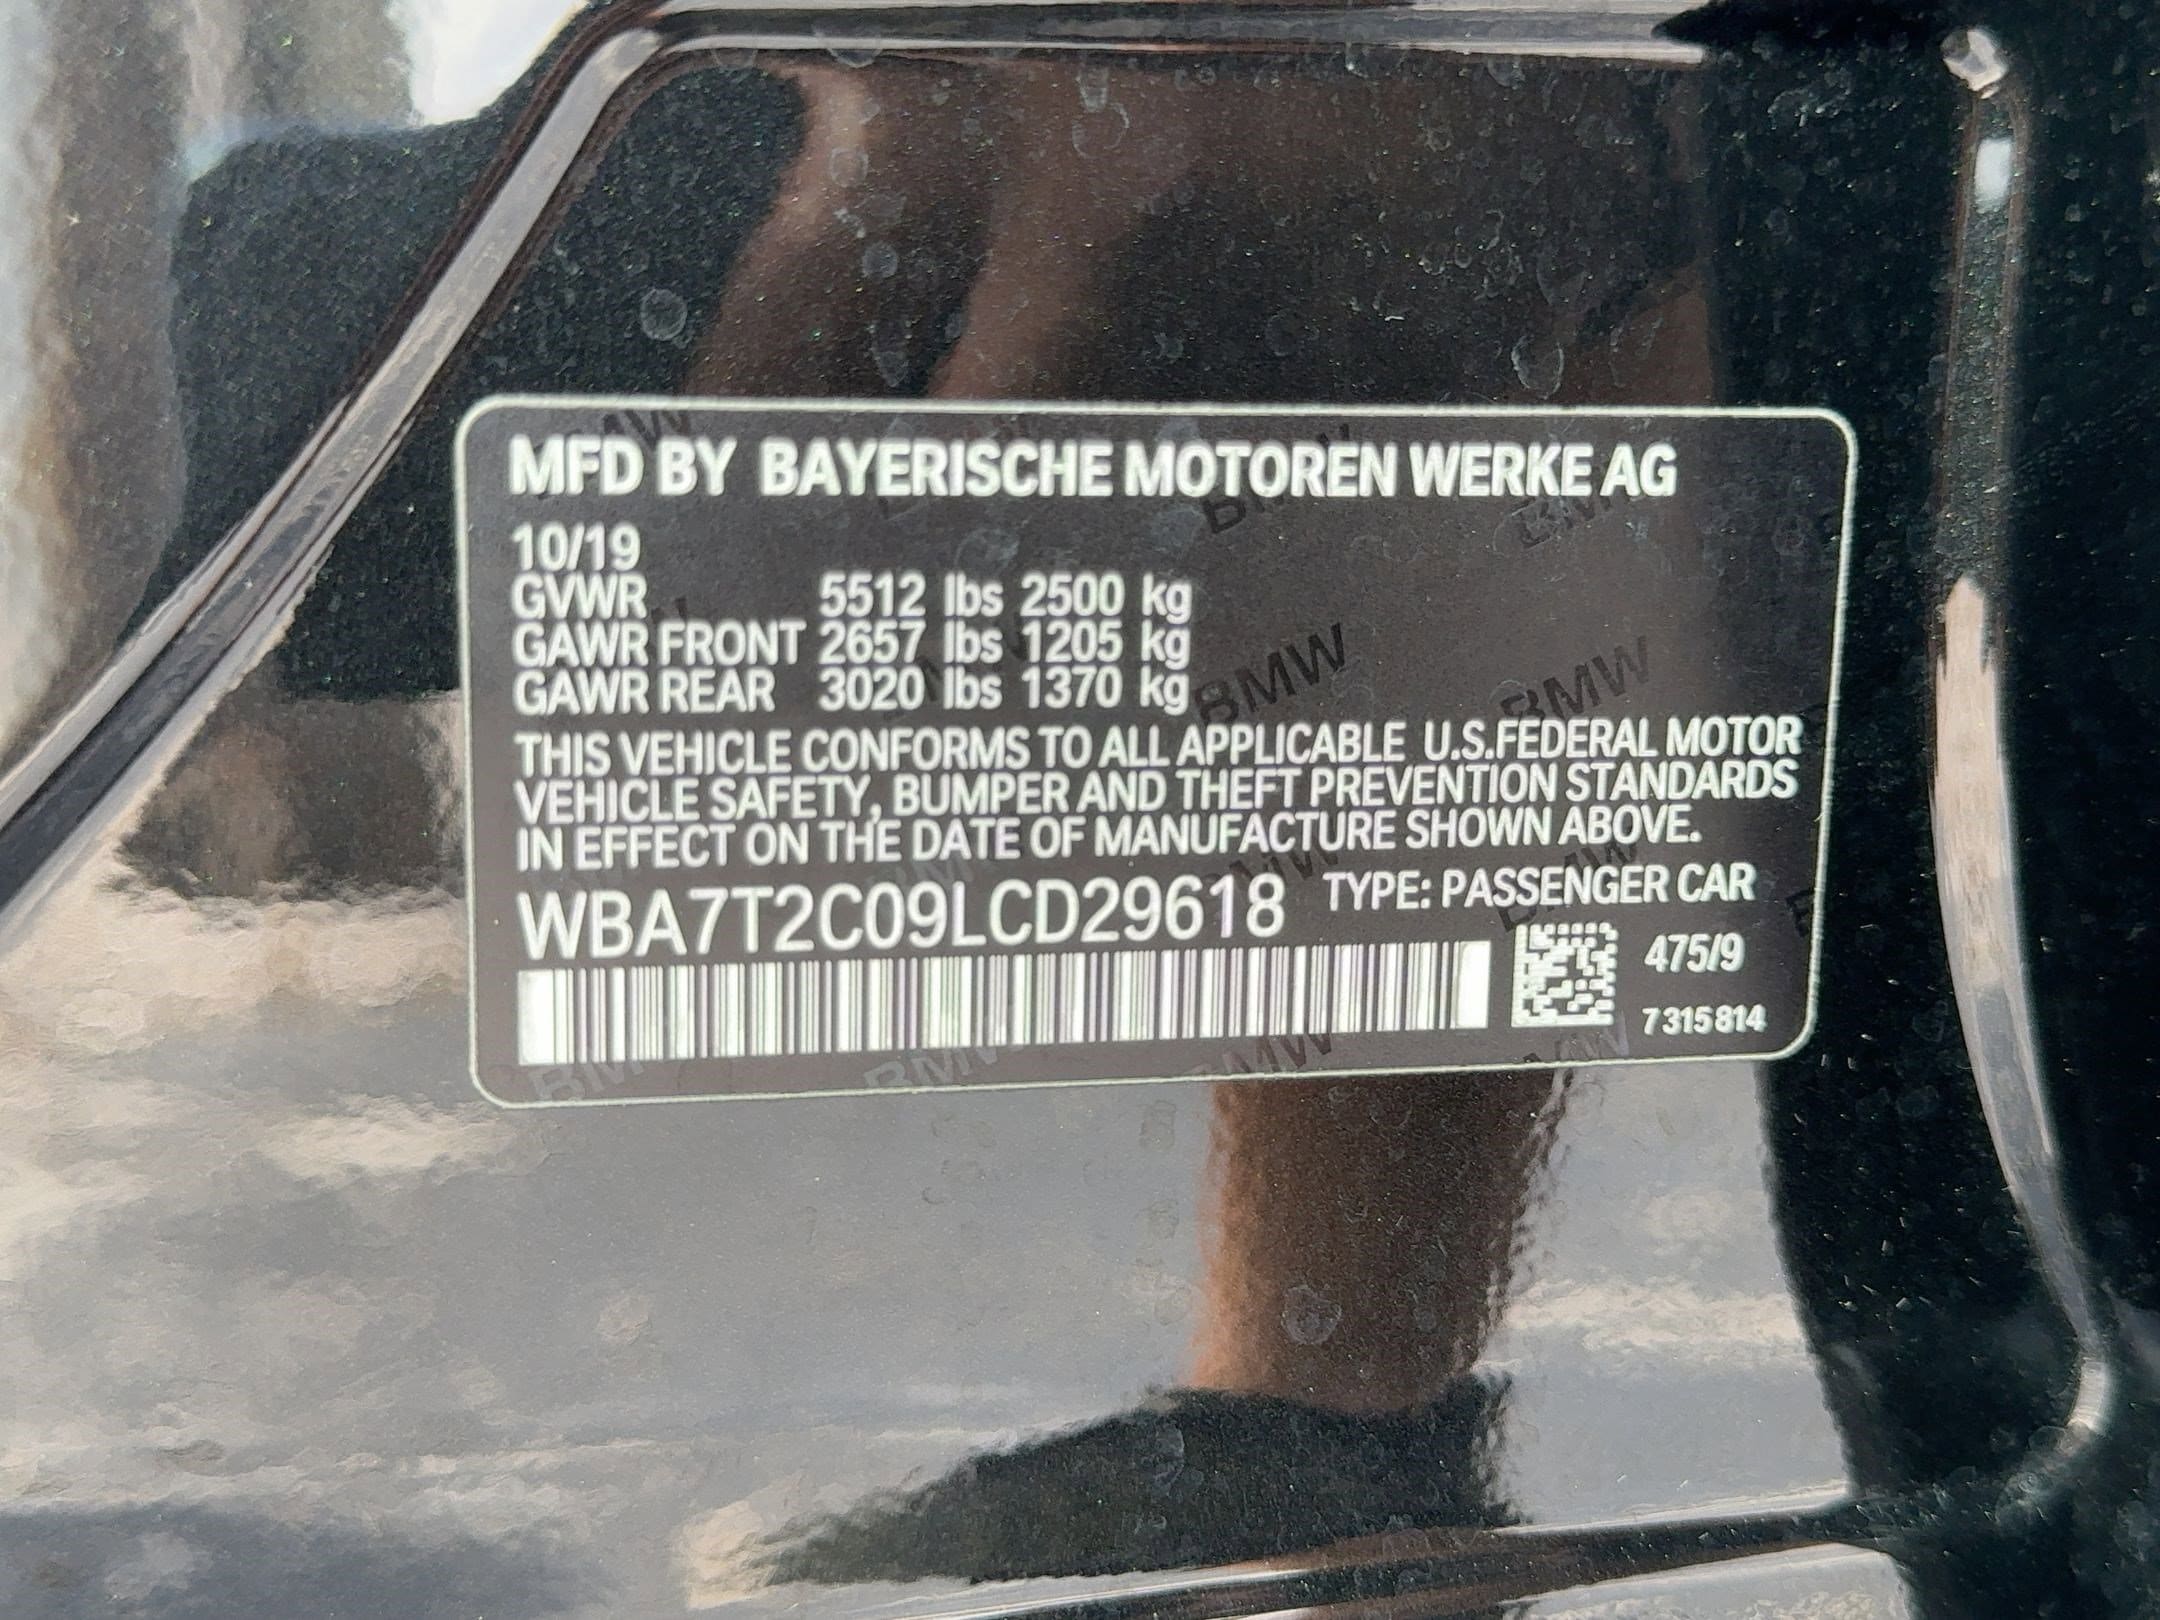 MFD BY BAYERISCHE MOTOREN WERKE AG
10/19
GVWR 5512 lbs 2500 kg
GAWR FRONT 2657 lbs 1205 kg
GAWR REAR 3020 lbs 1370 kg
THIS VEHICLE CONFORMS TO ALL APPLICABLE U.S.FEDERAL MOTOR
VEHICLE SAFETY, BUMPER AND THEFT PREVENTION STANDARDS
IN EFFECT ON THE DATE OF MANUFACTURE SHOWN ABOVE.
WBA7T2C09LCD29618 TYPE: PASSENGER CAR
475/9
7315814